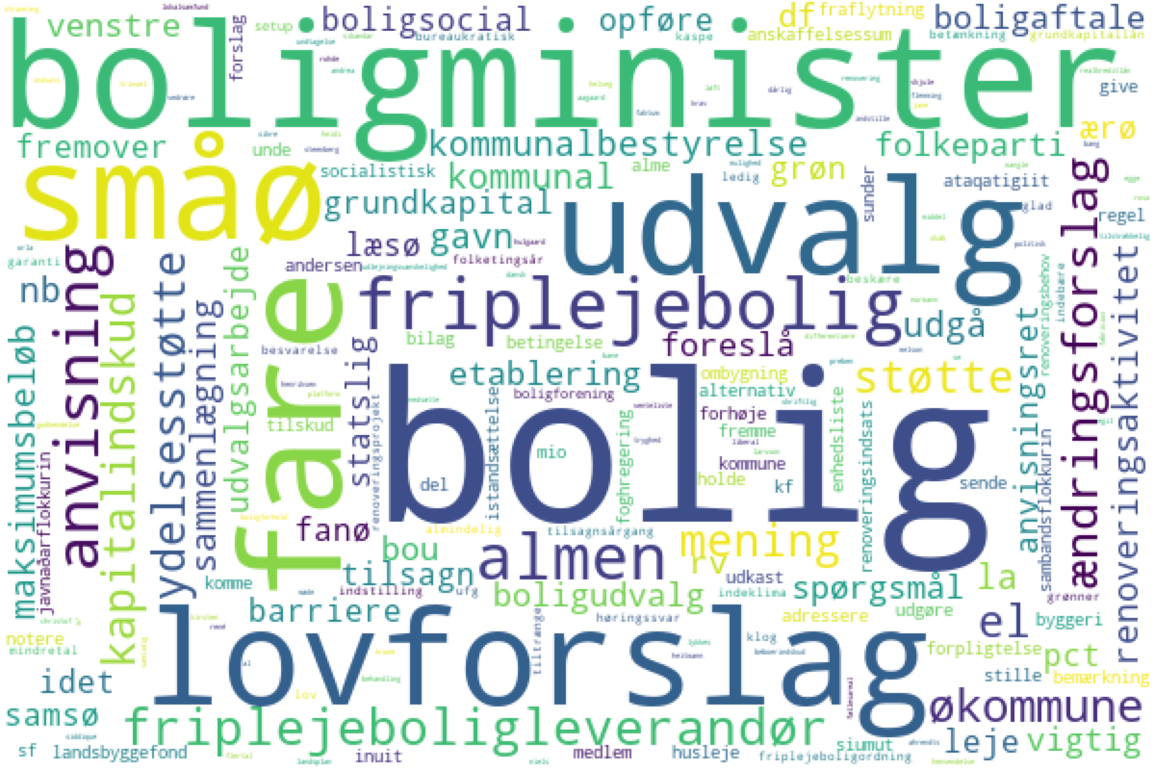 venstre
setup
forslag
boligsocial
bureaukratisk
opføre
kaspe
df
fraflytning
anskaffelsessum
boligaftale
betænkning
grundkapitallån
boligminister
give
ærø
fremover
unde
kommunalbestyrelse
folkeparti
småø
socialistisk
kommunal
alme
grøn
ledig
sunder
ataqatigiit
glad
regel
grundkapital
udvalg
læsø
gavn
folketingsår
andersen
garanti
nb
anvisning
kapitalindskud
ydelsesstøtte
sammenlægning
udvalgsarbejde
fare
friplejebolig
beskære
udgå
ændringsforslag
renoveringsaktivitet
renoveringsbehov
indebære
maksimumsbeløb
besvarelse
statslig
bilag
betingelse
foreslå
etablering
ombygning
støtte
anvisningsret
boligforening
alternativ
tilskud
renoveringsprojekt
istandsættelse
forhøje
fremme
enhedsliste
bolig
mio
foghregering
kommune
holde
kf
del
sende
renoveringsindsats
javnaðarflokkurin
sambandsflokkurin
fanø
almindelig
tilsagnsårgang
bou
almen
mening
rv
tilsagn
indstilling
ufg
udkast
indeklima
spørgsmål
la
grønner
komme
barriere
boligudvalg
høringssvar
adressere
udgøre
el
byggeri
notere
mindretal
lovforslag
tiltrænge
klog
forpligtelse
pct
idet
lov
stille
bemærkning
samsø
friplejeboligleverandør
økommune
sf
landsbyggefond
inuit
medlem
husleje
friplejeboligordning
siumut
leje
vigtig